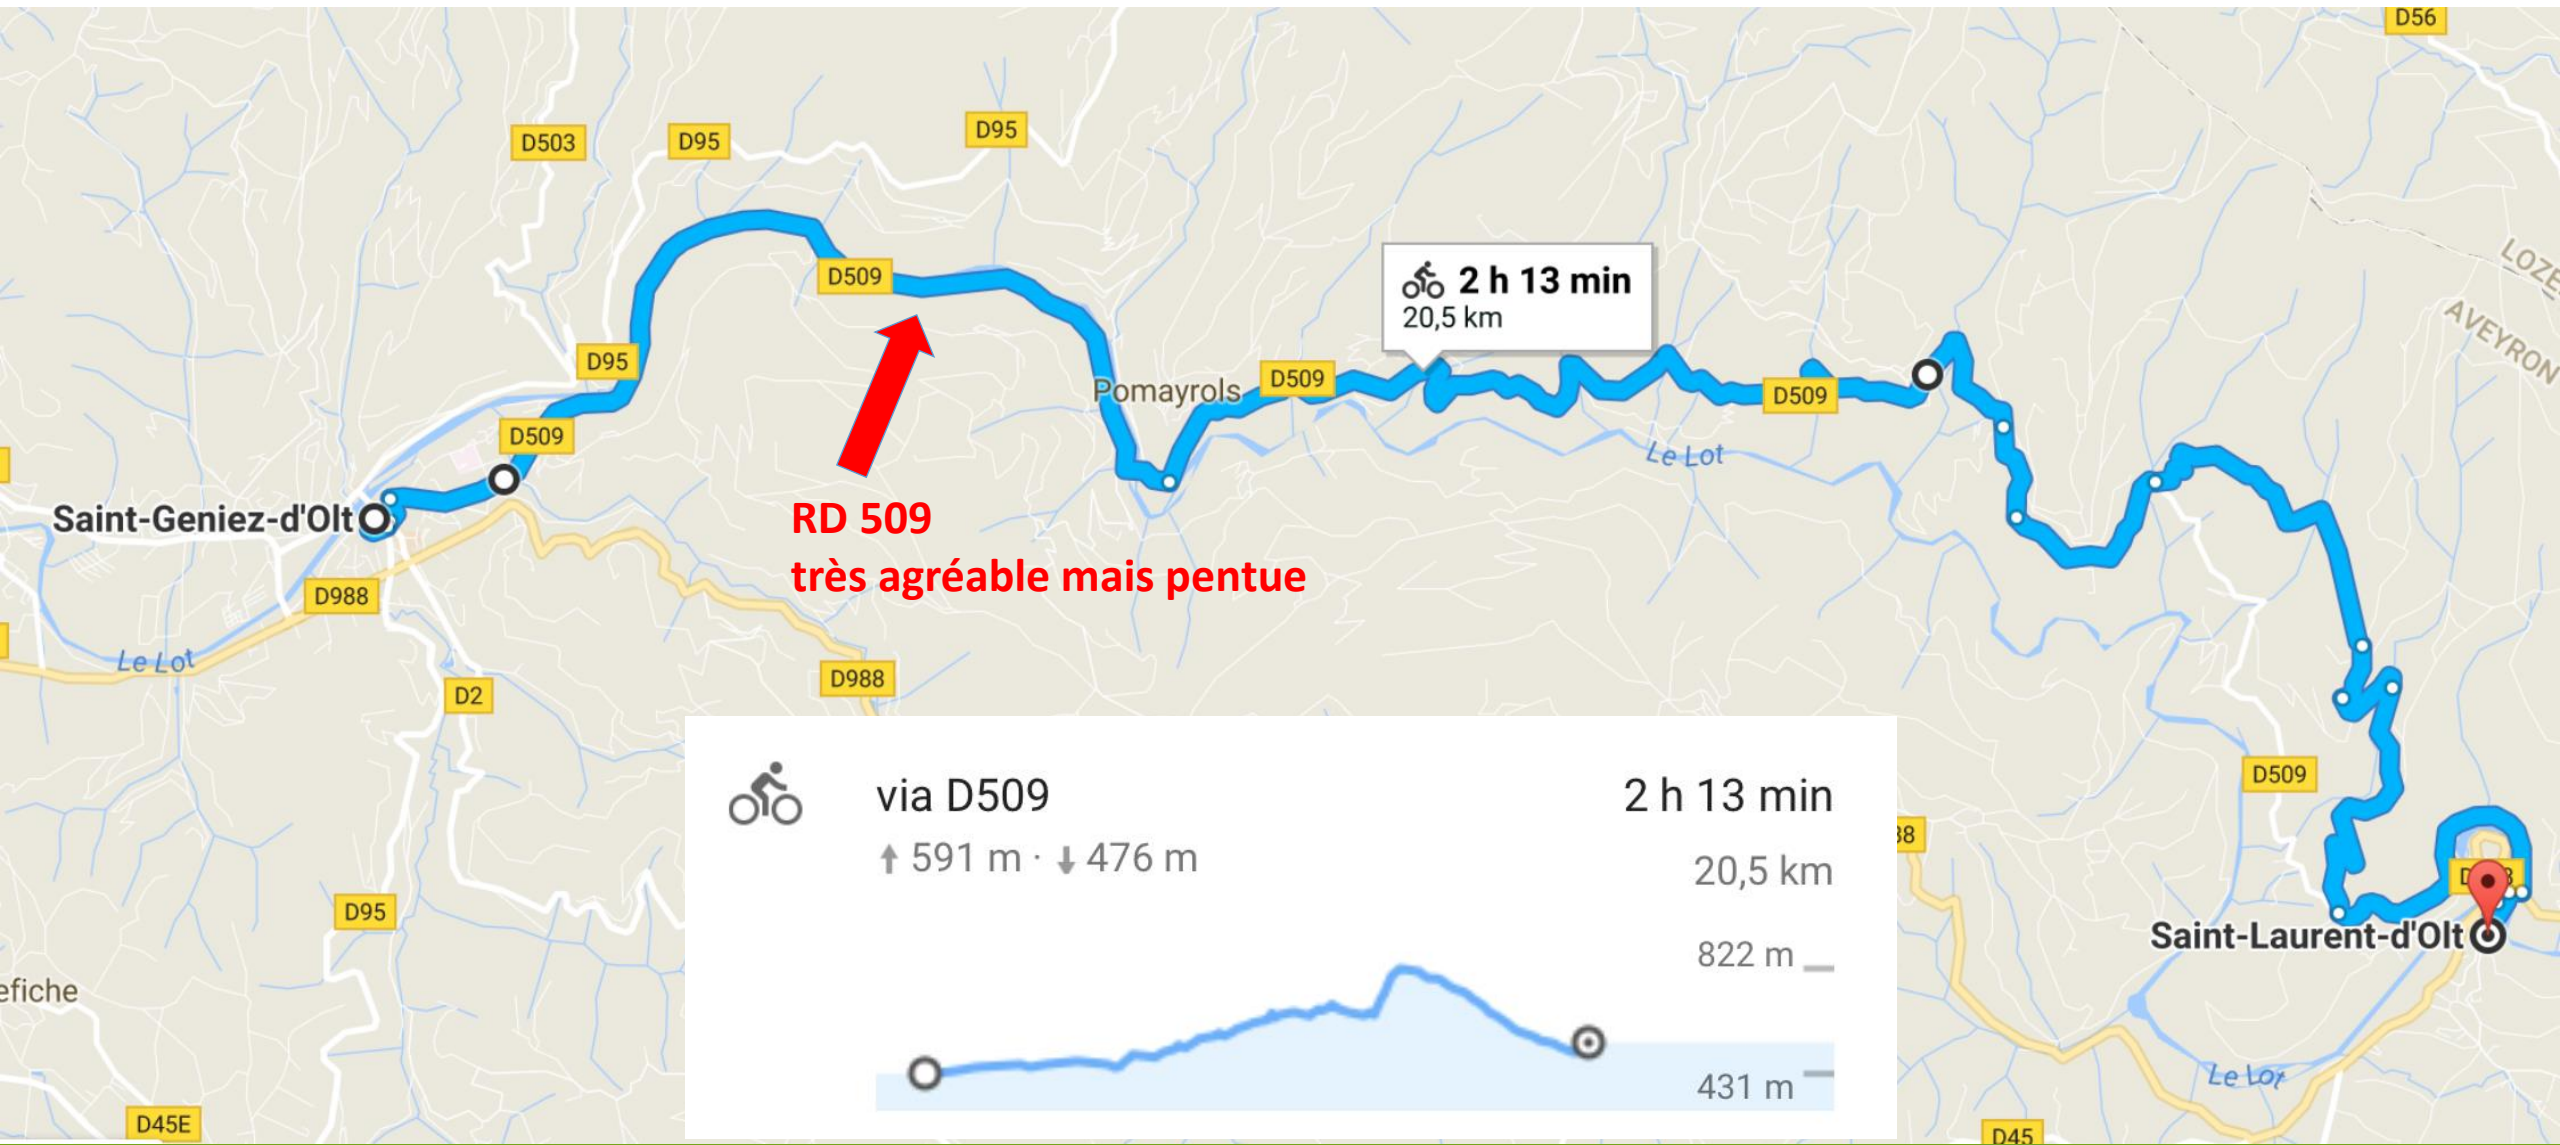 D56
D503
D95
D95
LOZE
AVEYRON
2 h 13 min
20,5 km
D509
D95
Pomayrols
D509
D509
D509
Le Lot
Saint-Geniez-d'Olt
RD 509
très agréable mais pentue
D988
Le Lot
D988
D2
D509
via D509
2 h 13 min
591 m · 476 m
20,5 km
Saint-Laurent-d'Olt
D95
822 m
efiche
431 m
Le Lot
D45E
D45